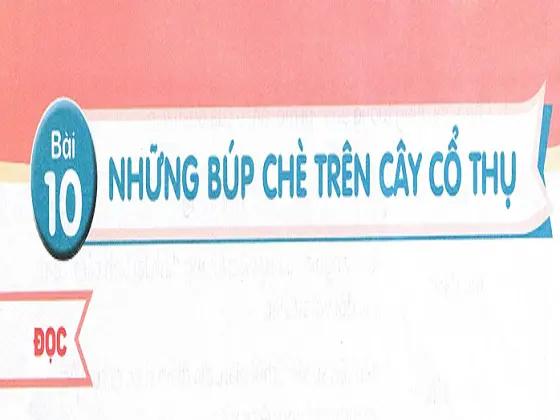 Bài
10
NHỮNG BÚP CHÈ TRÊN CÂY CỔ THỤ
ĐỌC